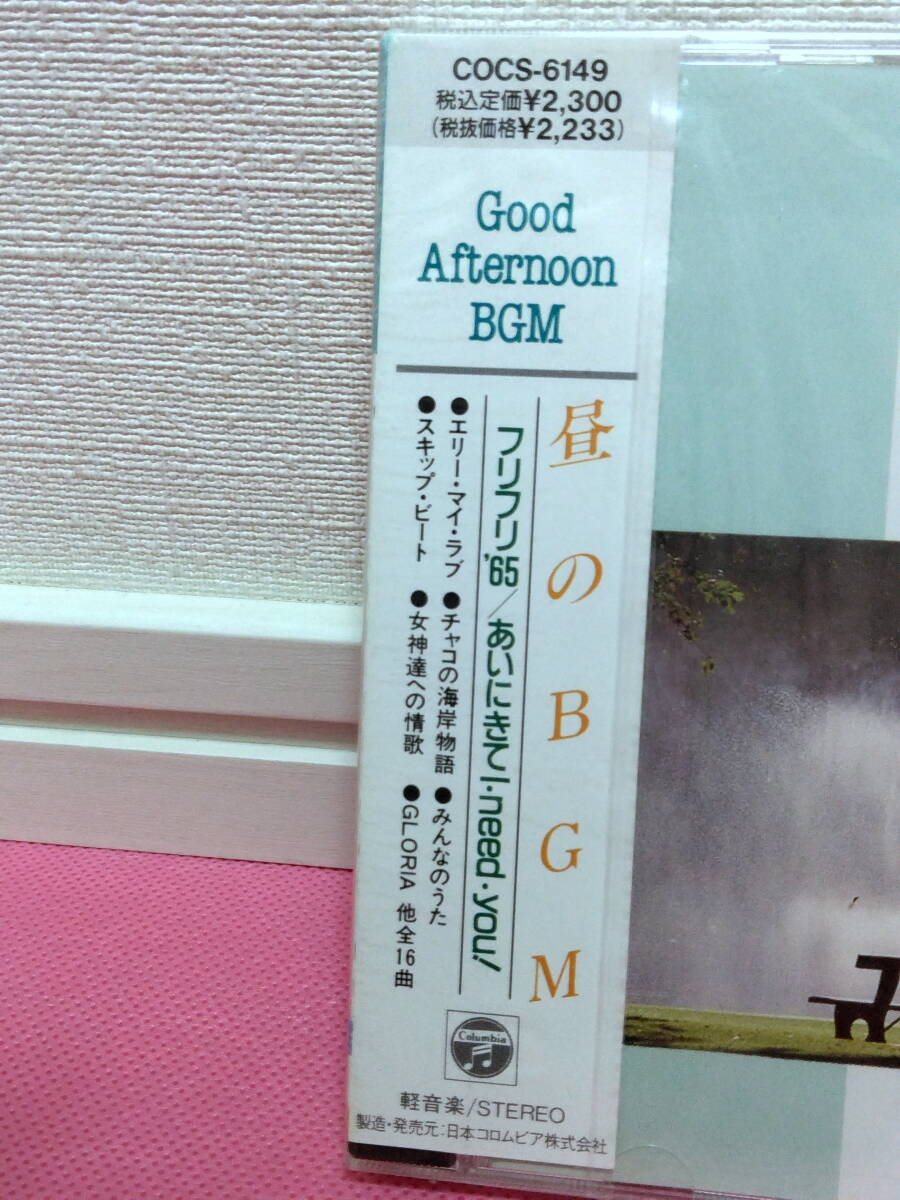 COCS-6149
税込定価¥2,300
(税抜価格¥2,233)
Good
Afternoon
BGM
昼のBGM
フリフリ'65/あいにきて I・need・you!
●エリー・マイ・ラブ ●チャコの海岸物語 ●みんなのうた
●スキップ・ビート ●女神達への情歌 ●GLORIA 他全16曲
Columbia
軽音楽/STEREO
製造・発売元:日本コロムビア株式会社